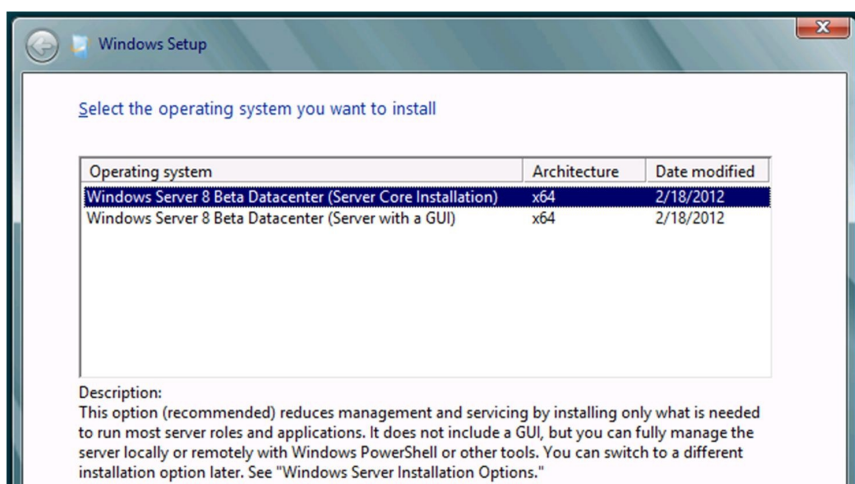 Windows Setup
Select the operating system you want to install
Operating system Architecture Date modified
Windows Server 8 Beta Datacenter (Server Core Installation) x64 2/18/2012
Windows Server 8 Beta Datacenter (Server with a GUI) x64 2/18/2012
Description:
This option (recommended) reduces management and servicing by installing only what is needed
to run most server roles and applications. It does not include a GUI, but you can fully manage the
server locally or remotely with Windows PowerShell or other tools. You can switch to a different
installation option later. See "Windows Server Installation Options."